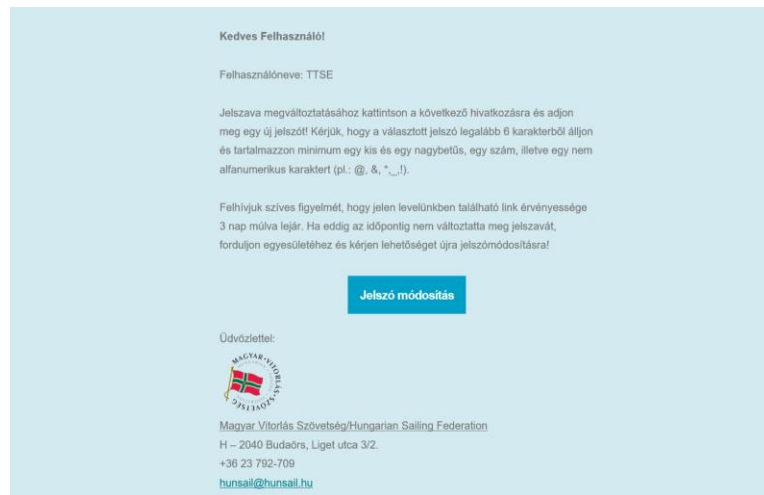 Kedves Felhasználó!
Felhasználóneve: TTSE
Jelszava megváltoztatásához kattintson a következő hivatkozásra és adjon
meg egy új jelszót! Kérjük, hogy a választott jelszó legalább 6 karakterből álljon
és tartalmazzon minimum egy kis és egy nagybetűs, egy szám, illetve egy nem
alfanumerikus karaktert (pl.: @, &, *,_,!).
Felhívjuk szíves figyelmét, hogy jelen levelünkben található link érvényessége
3 nap múlva lejár. Ha eddig az időpontig nem változtatta meg jelszavát,
forduljon egyesületéhez és kérjen lehetőséget újra jelszómódosításra!
Jelszó módosítás
Üdvözlettel:
MAGYAR VITORLÁS SZÖVETSÉG
Magyar Vitorlás Szövetség/Hungarian Sailing Federation
H – 2040 Budaörs, Liget utca 3/2.
+36 23 792-709
hunsail@hunsail.hu